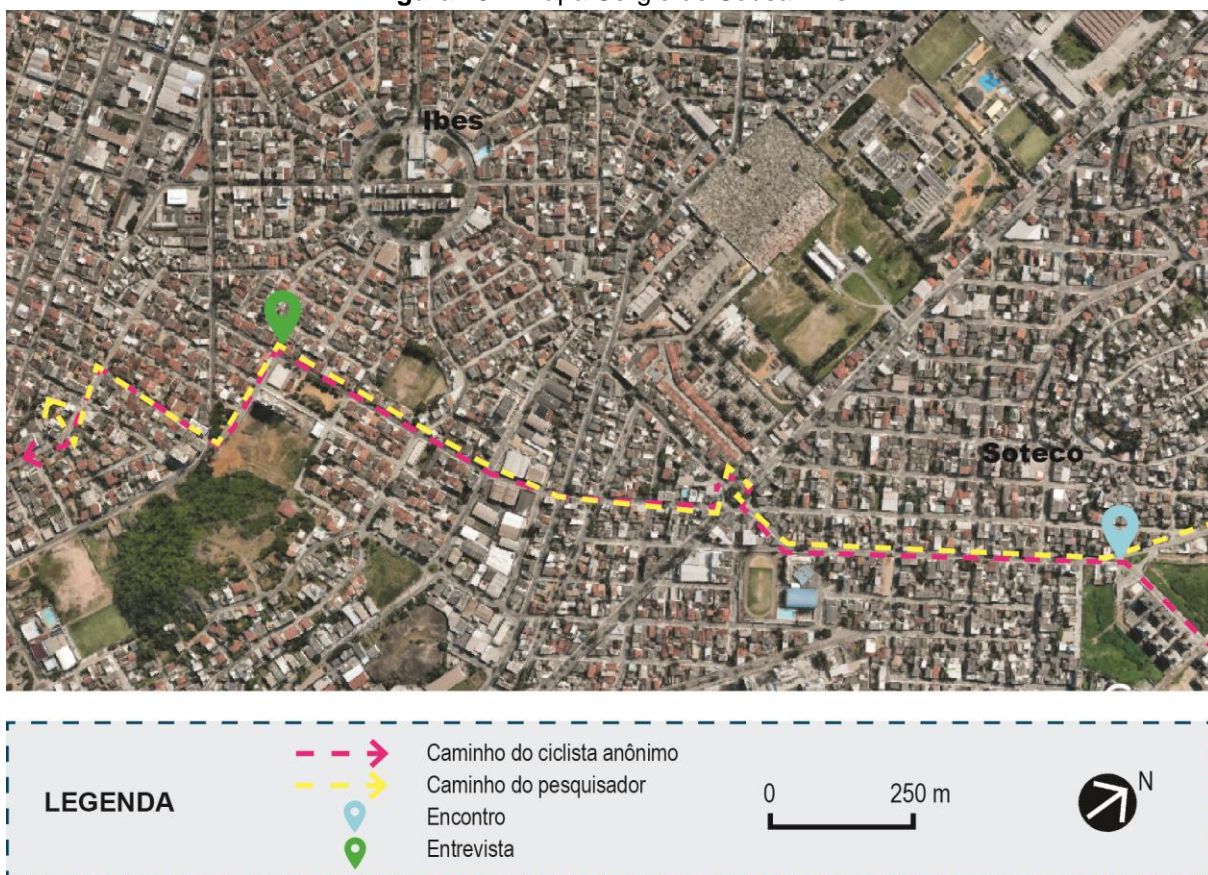 Ibes
Soteco
LEGENDA
Caminho do ciclista anônimo
Caminho do pesquisador
Encontro
Entrevista
0 250 m
N